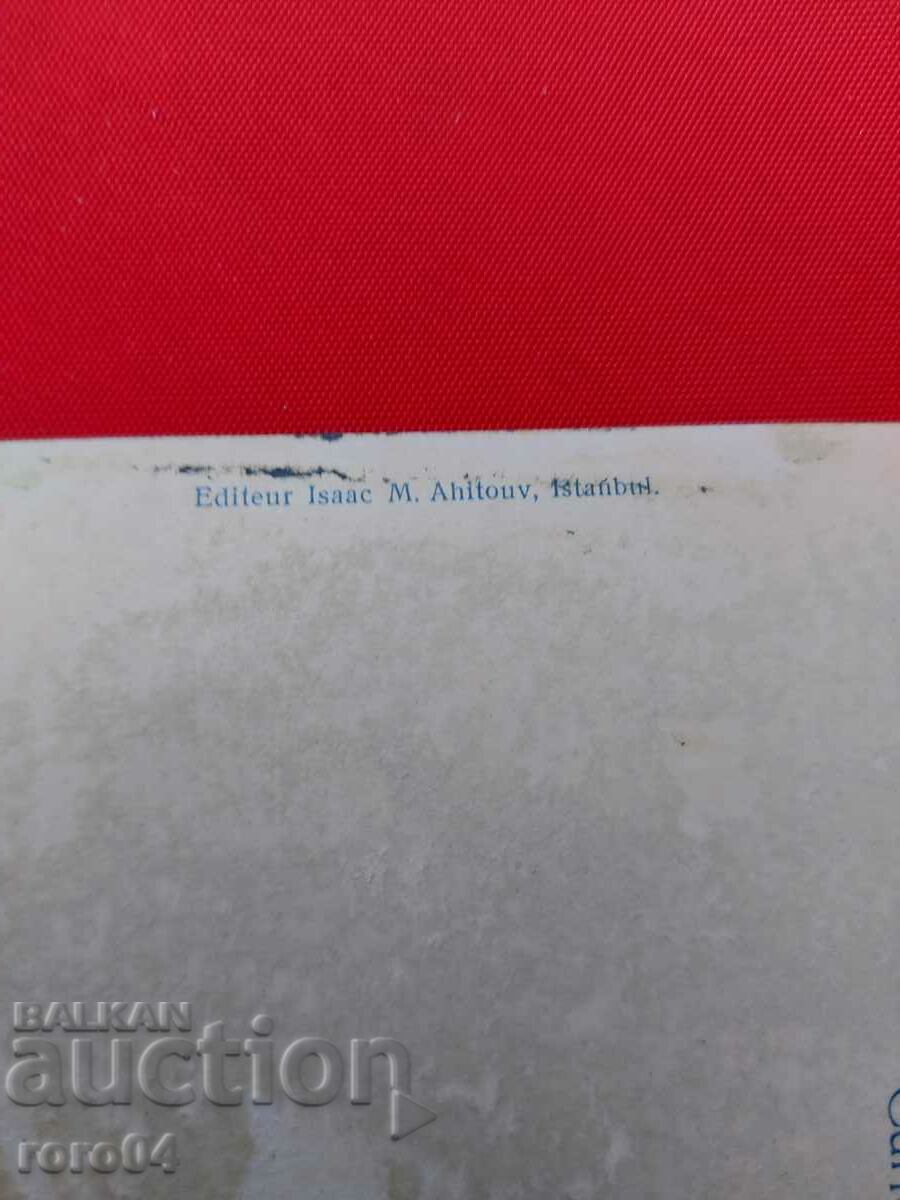 Editeur Isaac M. Ahitouv, Istanbul.
BALKAN
auction
roro04